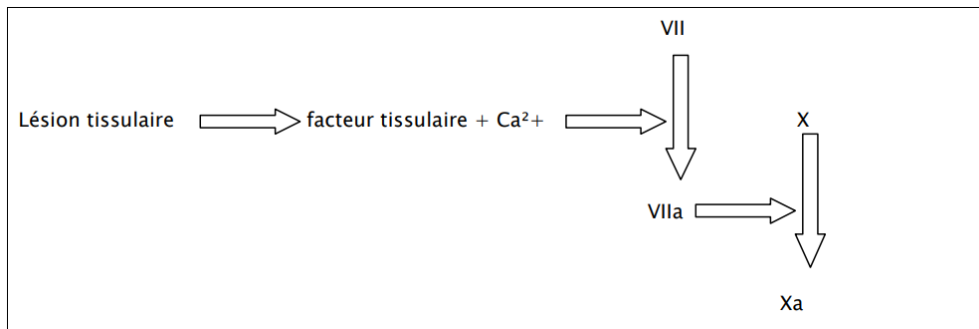 VII
Lésion tissulaire
facteur tissulaire + Ca²+
X
VIIa
Xa